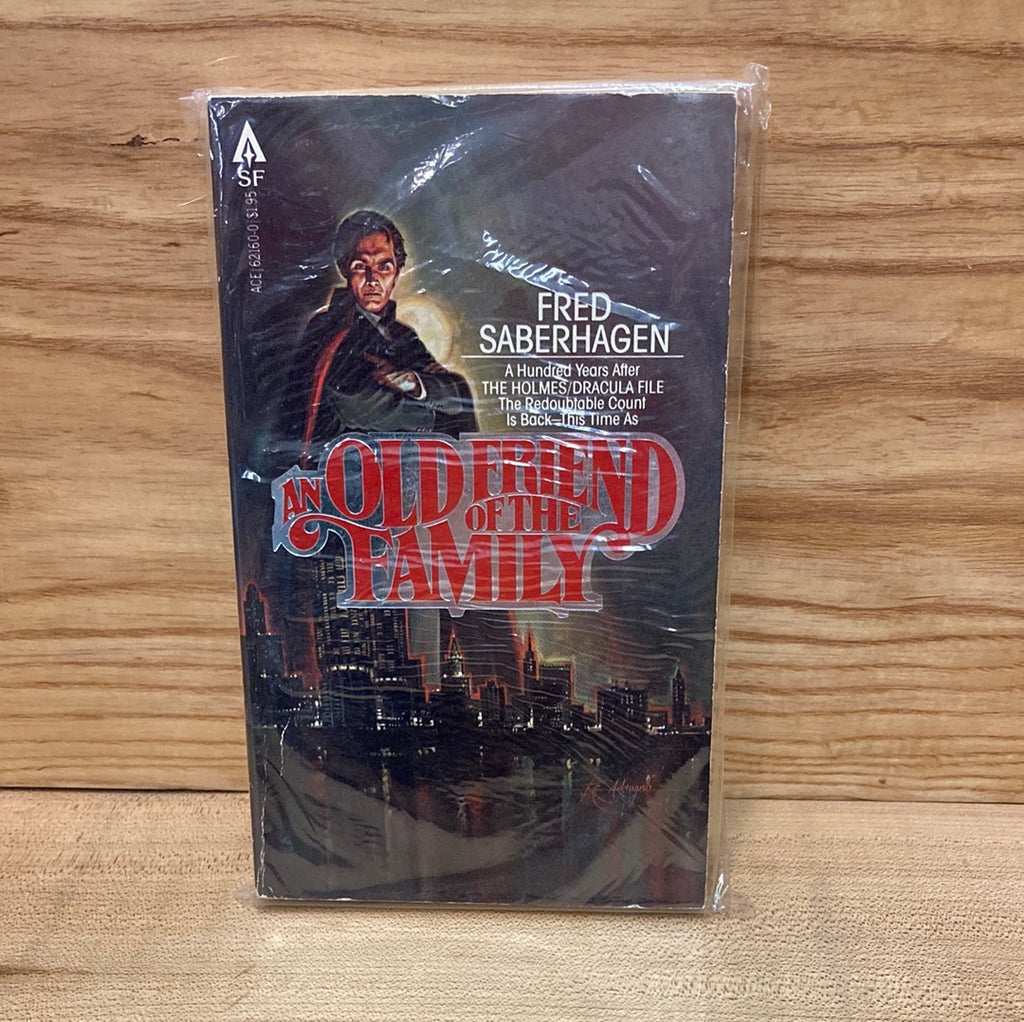 SF
ACE | 62160-0 | $1.95
FRED
SABERHAGEN
A Hundred Years After
THE HOLMES/DRACULA FILE
The Redoubtable Count
Is Back—This Time As
AN OLD FRIEND
OF THE
FAMILY